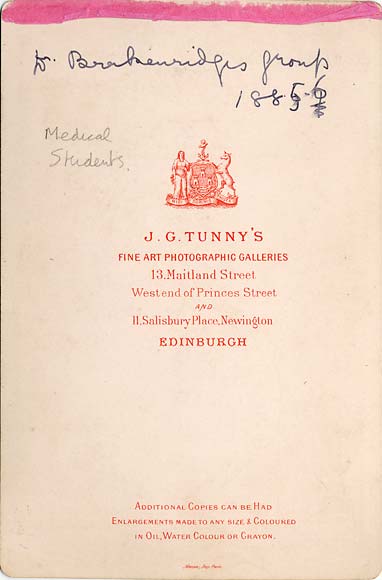 Dr. Brakenridges group
1885-6
Medical
Students.
J. G. TUNNY'S
FINE ART PHOTOGRAPHIC GALLERIES
13, Maitland Street
West end of Princes Street
AND
11, Salisbury Place, Newington
EDINBURGH
ADDITIONAL COPIES CAN BE HAD
ENLARGEMENTS MADE TO ANY SIZE & COLOURED
IN OIL, WATER COLOUR OR CRAYON.